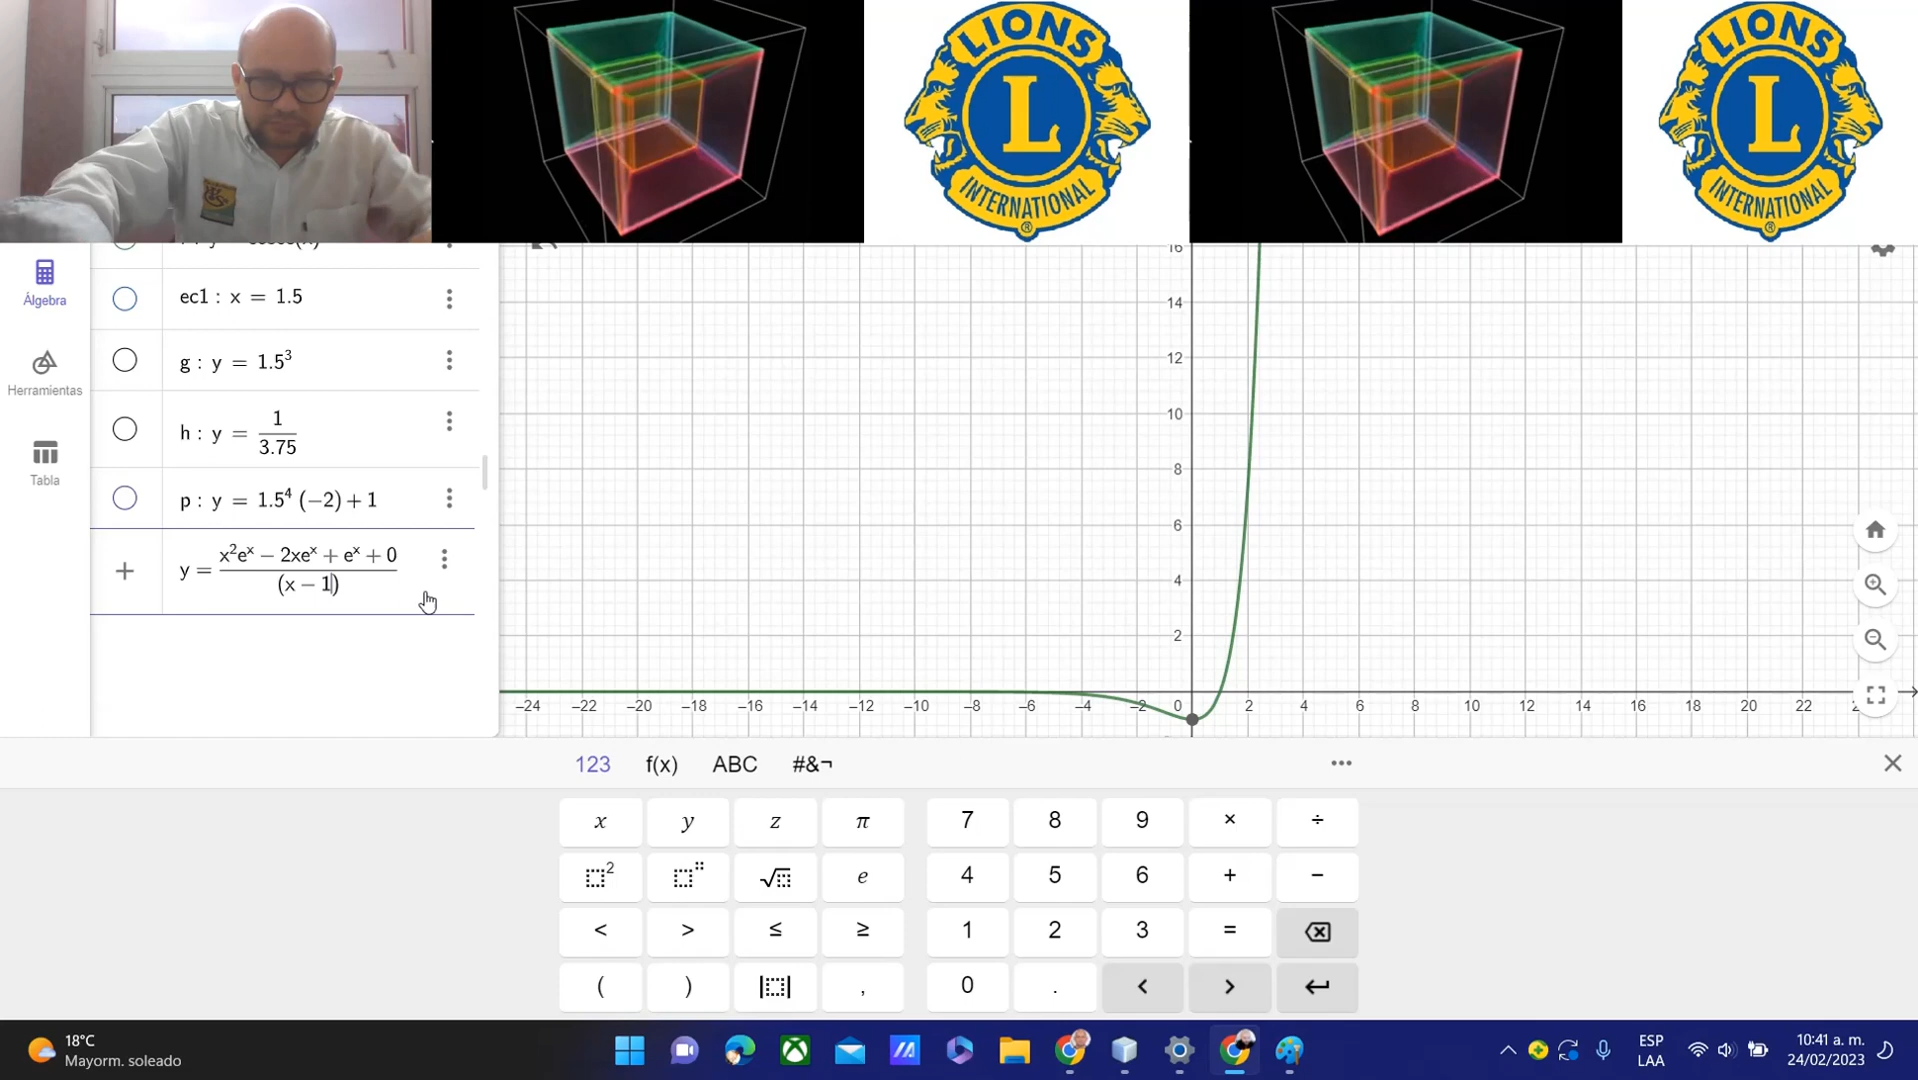 LIONS
L
INTERNATIONAL
®
LIONS
L
INTERNATIONAL
®
Álgebra
Herramientas
Tabla
ec1 : x = 1.5
g : y = 1.5³
h : y = 1/3.75
p : y = 1.5⁴ (−2) + 1
y = (x²eˣ − 2xeˣ + eˣ + 0)/(x − 1)
16
14
12
10
8
6
4
2
−24 −22 −20 −18 −16 −14 −12 −10 −8 −6 −4 −2 0 2 4 6 8 10 12 14 16 18 20 22
123 f(x) ABC #&¬ •••
x y z π 7 8 9 × ÷
2 √ e 4 5 6 + −
< > ≤ ≥ 1 2 3 =
( ) , 0 . < >
18°C
Mayorm. soleado
ESP
LAA
10:41 a. m.
24/02/2023